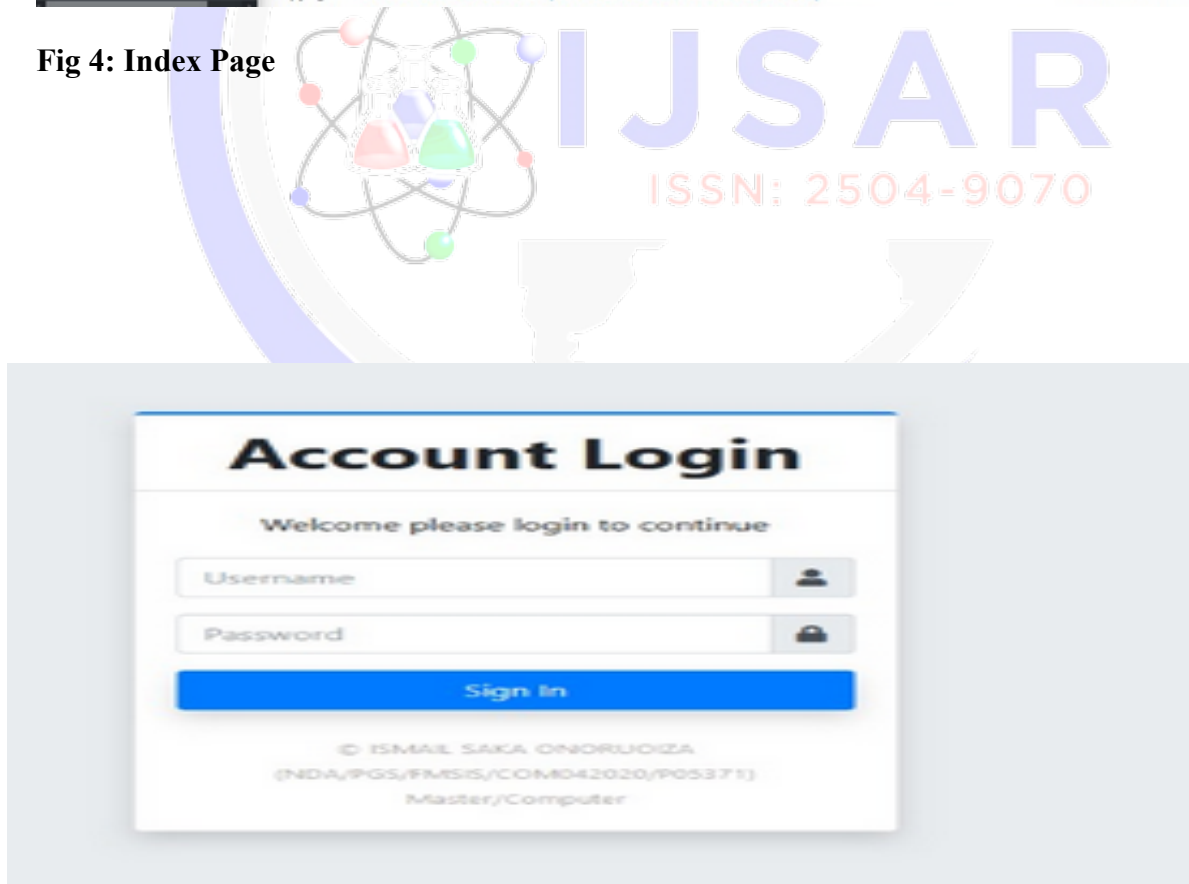 Fig 4: Index Page
IJSAR
ISSN: 2504-9070
Account Login
Welcome please login to continue
Username
Password
Sign In
© ISMAIL SAKA ONORUOIZA
(NDA/PGS/FMSIS/COM042020/P05371)
Master/Computer